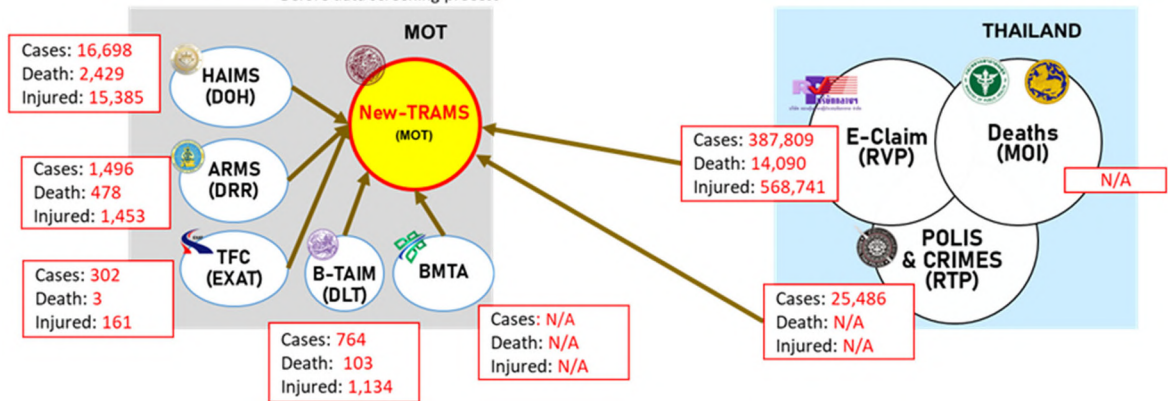 MOT
Cases: 16,698
Death: 2,429
Injured: 15,385
HAIMS
(DOH)
New-TRAMS
(MOT)
Cases: 1,496
Death: 478
Injured: 1,453
ARMS
(DRR)
Cases: 302
Death: 3
Injured: 161
TFC
(EXAT)
B-TAIM
(DLT)
BMTA
Cases: 764
Death: 103
Injured: 1,134
Cases: N/A
Death: N/A
Injured: N/A
THAILAND
E-Claim
(RVP)
Deaths
(MOI)
Cases: 387,809
Death: 14,090
Injured: 568,741
N/A
POLIS
& CRIMES
(RTP)
Cases: 25,486
Death: N/A
Injured: N/A